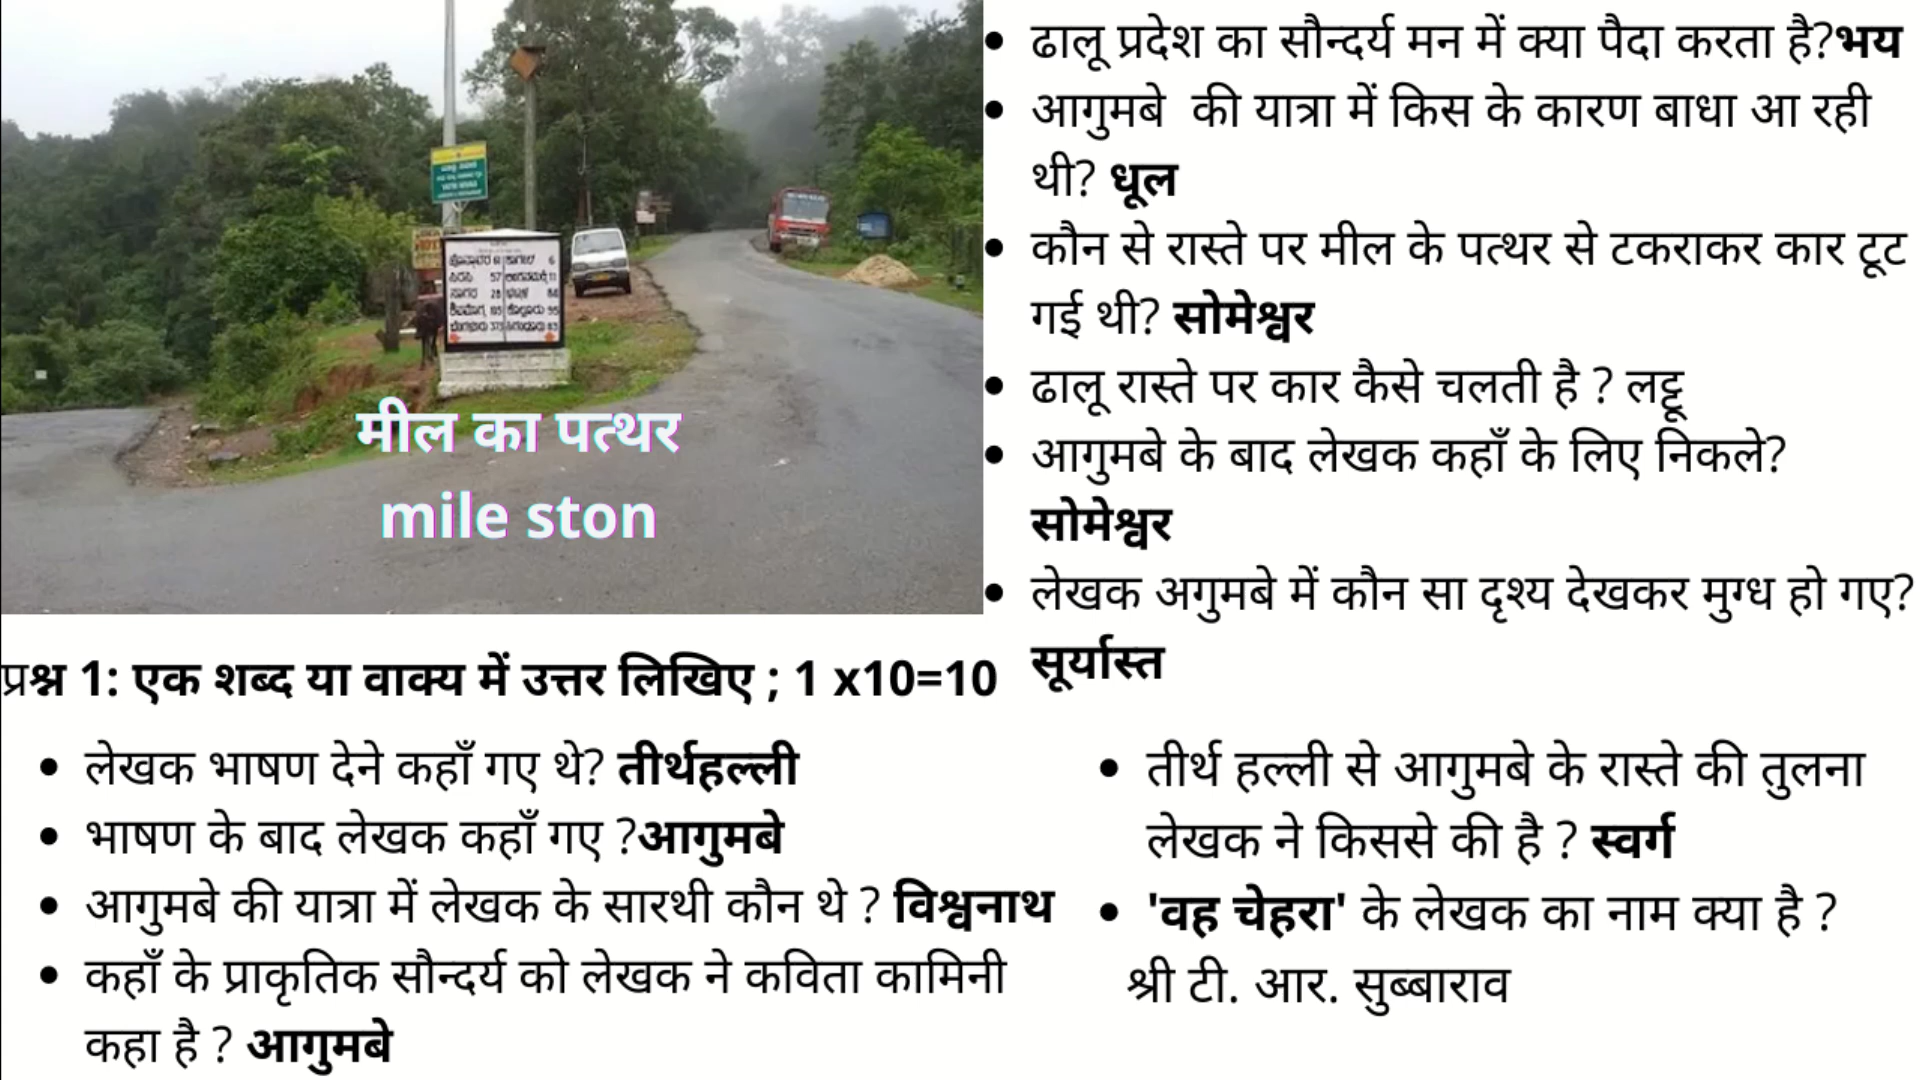 मील का पत्थर
mile ston
प्रश्न 1: एक शब्द या वाक्य में उत्तर लिखिए ; 1 x10=10
• लेखक भाषण देने कहाँ गए थे? तीर्थहल्ली
• भाषण के बाद लेखक कहाँ गए ?आगुमबे
• आगुमबे की यात्रा में लेखक के सारथी कौन थे ? विश्वनाथ
• कहाँ के प्राकृतिक सौन्दर्य को लेखक ने कविता कामिनी
कहा है ? आगुमबे
• ढालू प्रदेश का सौन्दर्य मन में क्या पैदा करता है?भय
• आगुमबे की यात्रा में किस के कारण बाधा आ रही
थी? धूल
• कौन से रास्ते पर मील के पत्थर से टकराकर कार टूट
गई थी? सोमेश्वर
• ढालू रास्ते पर कार कैसे चलती है ? लट्टू
• आगुमबे के बाद लेखक कहाँ के लिए निकले?
सोमेश्वर
• लेखक अगुमबे में कौन सा दृश्य देखकर मुग्ध हो गए?
सूर्यास्त
• तीर्थ हल्ली से आगुमबे के रास्ते की तुलना
लेखक ने किससे की है ? स्वर्ग
• 'वह चेहरा' के लेखक का नाम क्या है ?
श्री टी. आर. सुब्बाराव
ಸಿರಸಿ 57
ಸಾಗರ 28